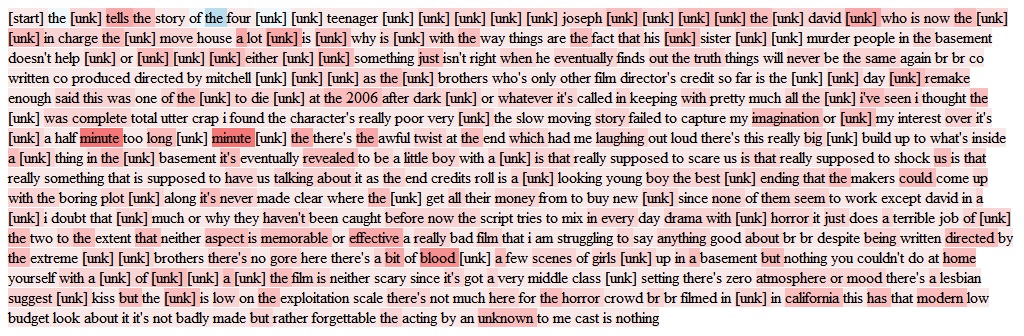 [start] the [unk] tells the story of the four [unk] [unk] teenager [unk] [unk] [unk] [unk] [unk] joseph [unk] [unk] [unk] [unk] the [unk] david [unk] who is now the [unk]
[unk] in charge the [unk] move house a lot [unk] is [unk] why is [unk] with the way things are the fact that his [unk] sister [unk] [unk] murder people in the basement
doesn't help [unk] or [unk] [unk] [unk] either [unk] [unk] something just isn't right when he eventually finds out the truth things will never be the same again br br co
written co produced directed by mitchell [unk] [unk] [unk] as the [unk] brothers who's only other film director's credit so far is the [unk] [unk] day [unk] remake
enough said this was one of the [unk] to die [unk] at the 2006 after dark [unk] or whatever it's called in keeping with pretty much all the [unk] i've seen i thought the
[unk] was complete total utter crap i found the character's really poor very [unk] the slow moving story failed to capture my imagination or [unk] my interest over it's
[unk] a half minute too long [unk] minute [unk] the there's the awful twist at the end which had me laughing out loud there's this really big [unk] build up to what's inside
a [unk] thing in the [unk] basement it's eventually revealed to be a little boy with a [unk] is that really supposed to scare us is that really supposed to shock us is that
really something that is supposed to have us talking about it as the end credits roll is a [unk] looking young boy the best [unk] ending that the makers could come up
with the boring plot [unk] along it's never made clear where the [unk] get all their money from to buy new [unk] since none of them seem to work except david in a
[unk] i doubt that [unk] much or why they haven't been caught before now the script tries to mix in every day drama with [unk] horror it just does a terrible job of [unk]
the two to the extent that neither aspect is memorable or effective a really bad film that i am struggling to say anything good about br br despite being written directed by
the extreme [unk] [unk] brothers there's no gore here there's a bit of blood [unk] a few scenes of girls [unk] up in a basement but nothing you couldn't do at home
yourself with a [unk] of [unk] [unk] a [unk] the film is neither scary since it's got a very middle class [unk] setting there's zero atmosphere or mood there's a lesbian
suggest [unk] kiss but the [unk] is low on the exploitation scale there's not much here for the horror crowd br br filmed in [unk] in california this has that modern low
budget look about it it's not badly made but rather forgettable the acting by an unknown to me cast is nothing